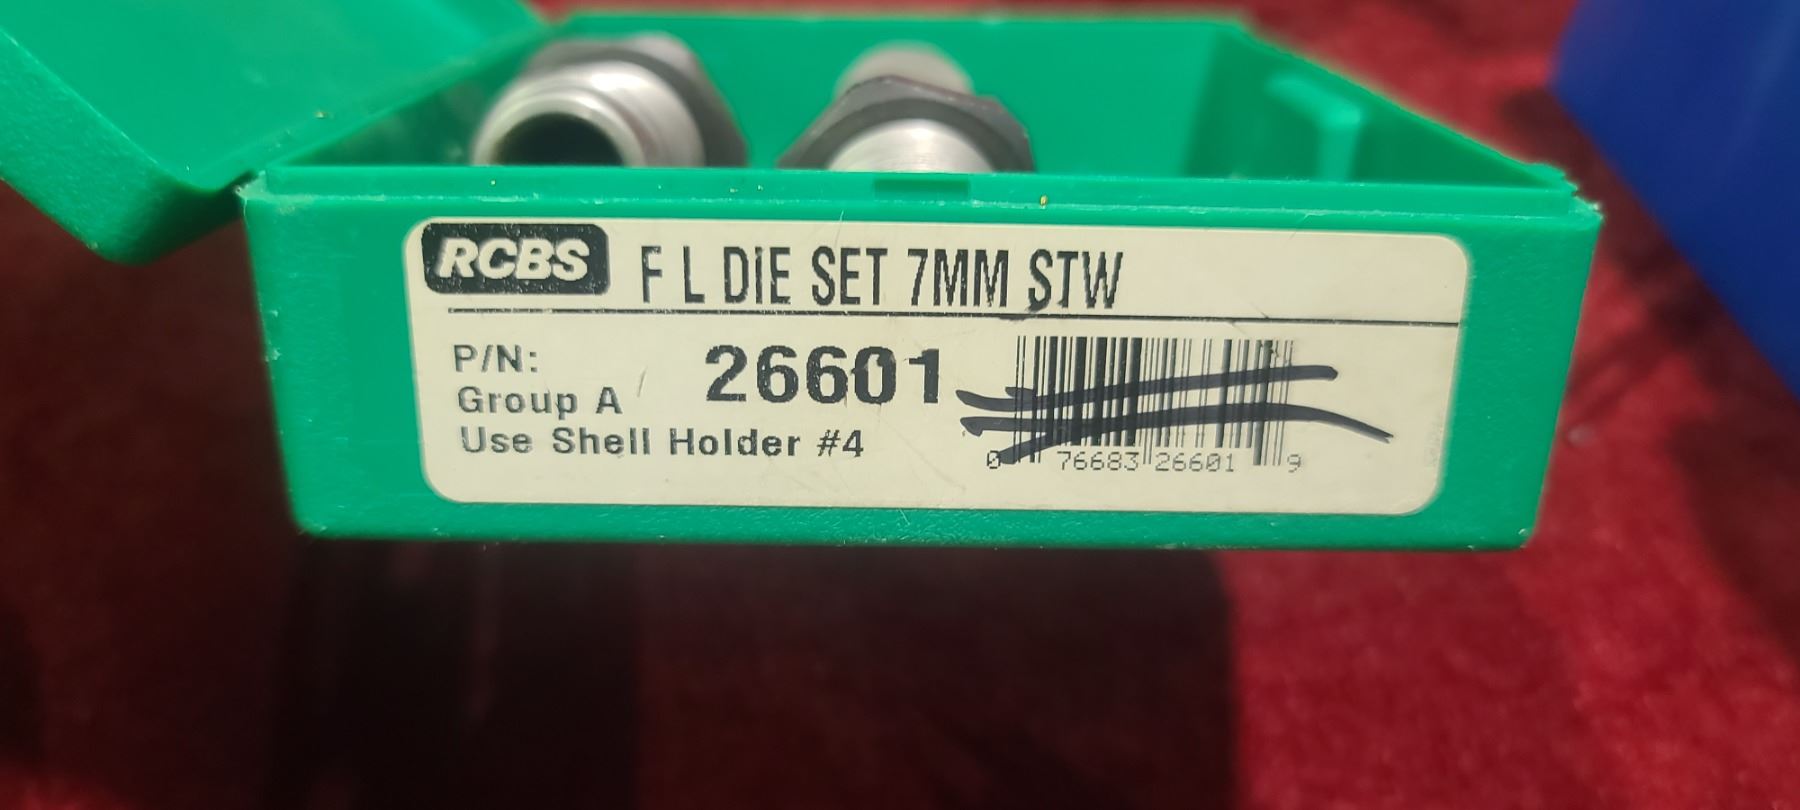 RCBS F L DIE SET 7MM STW
P/N: 26601
Group A
Use Shell Holder #4
0 76683 26601 9